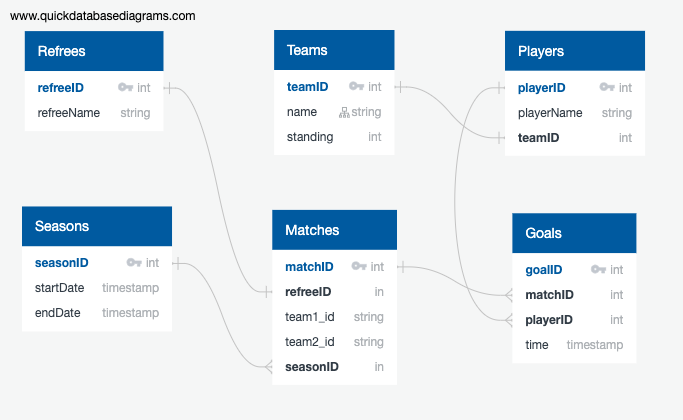 www.quickdatabasediagrams.com
Refrees
refreeID int
refreeName string
Teams
teamID int
name string
standing int
Players
playerID int
playerName string
teamID int
Seasons
seasonID int
startDate timestamp
endDate timestamp
Matches
matchID int
refreeID in
team1_id string
team2_id string
seasonID in
Goals
goalID int
matchID int
playerID int
time timestamp